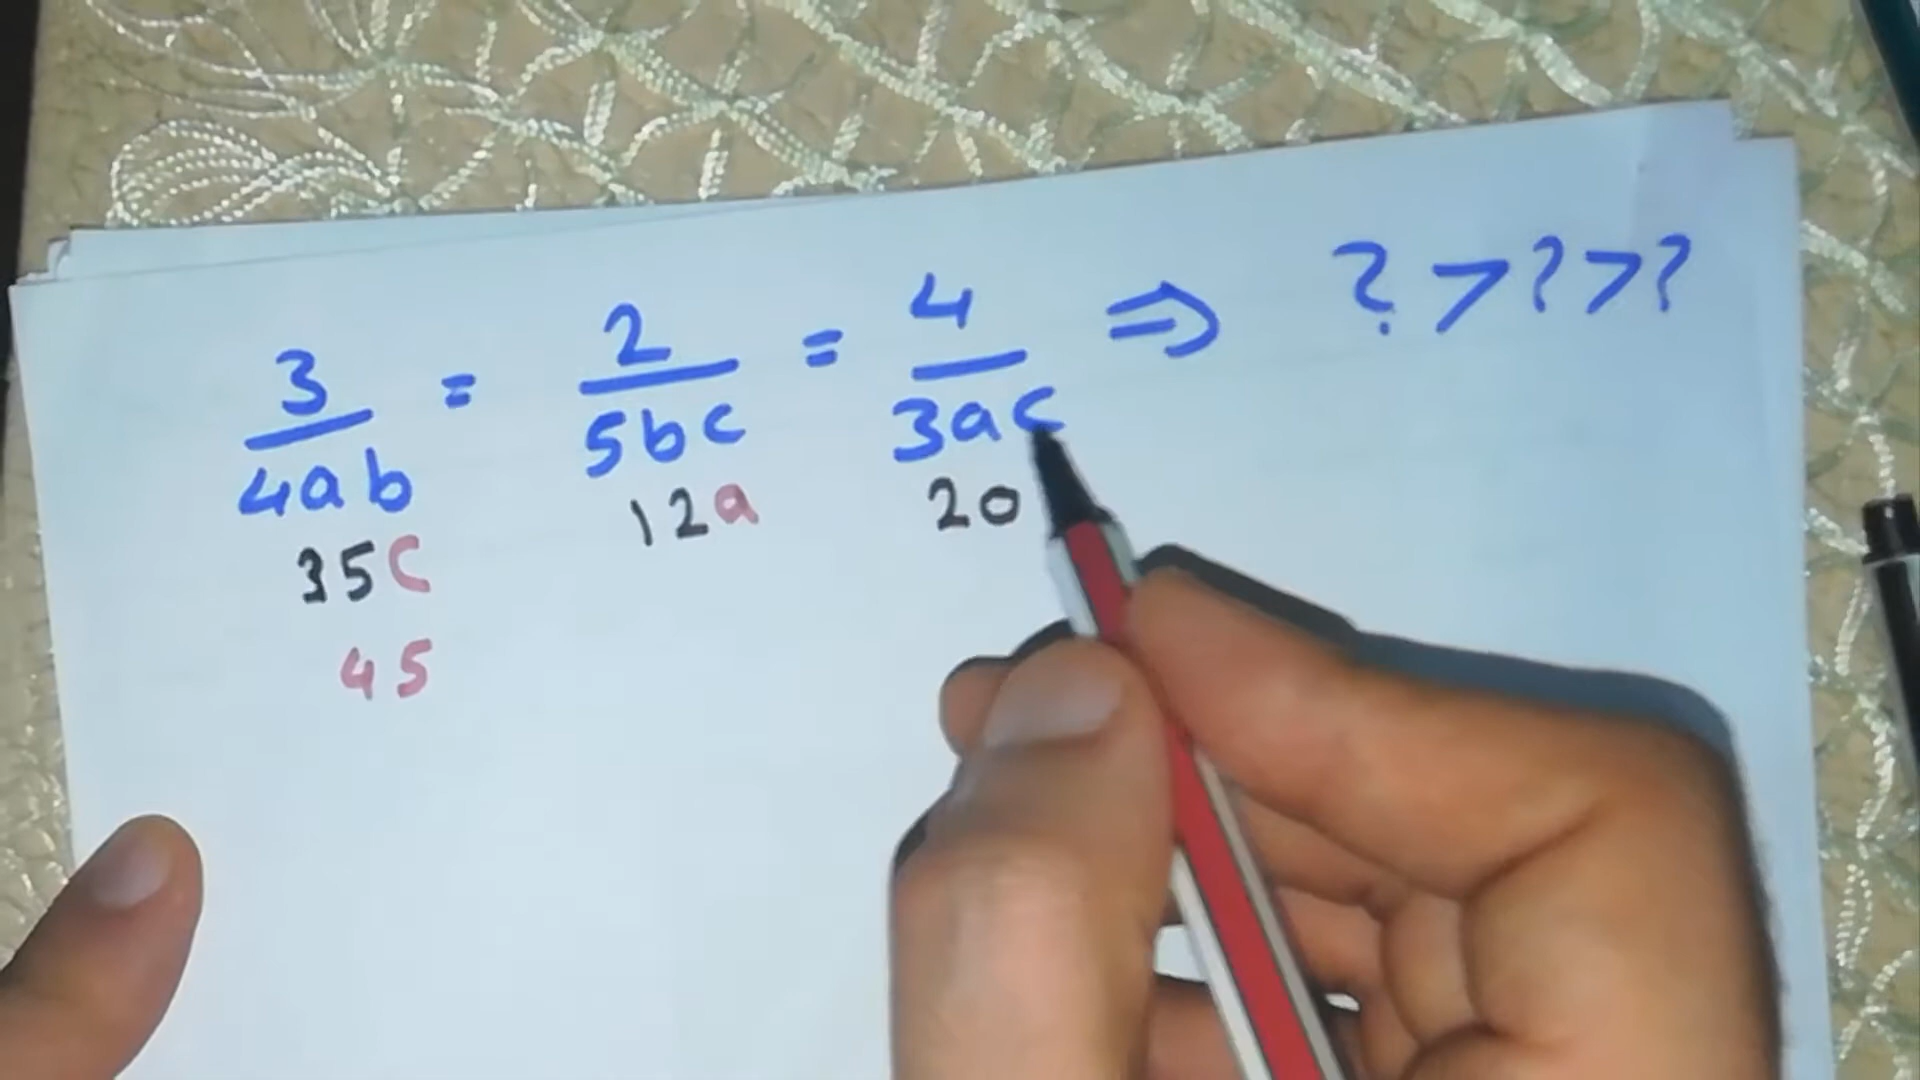 3/4ab = 2/5bc = 4/3ac ⇒ ? > ? > ?
35c 12a 20
45